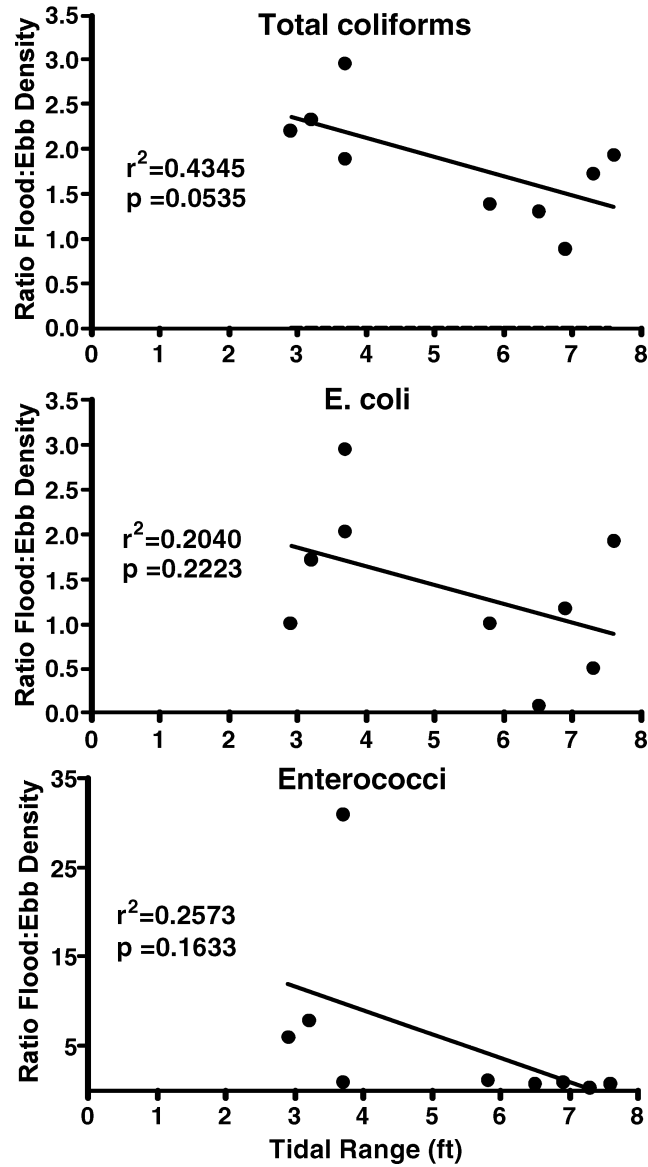 Total coliforms
Ratio Flood:Ebb Density
3.5
3.0
2.5
2.0
1.5
1.0
0.5
0.0
r2=0.4345
p =0.0535
0 1 2 3 4 5 6 7 8
E. coli
Ratio Flood:Ebb Density
3.5
3.0
2.5
2.0
1.5
1.0
0.5
0.0
r2=0.2040
p =0.2223
0 1 2 3 4 5 6 7 8
Enterococci
Ratio Flood:Ebb Density
35
25
15
5
r2=0.2573
p =0.1633
0 1 2 3 4 5 6 7 8
Tidal Range (ft)